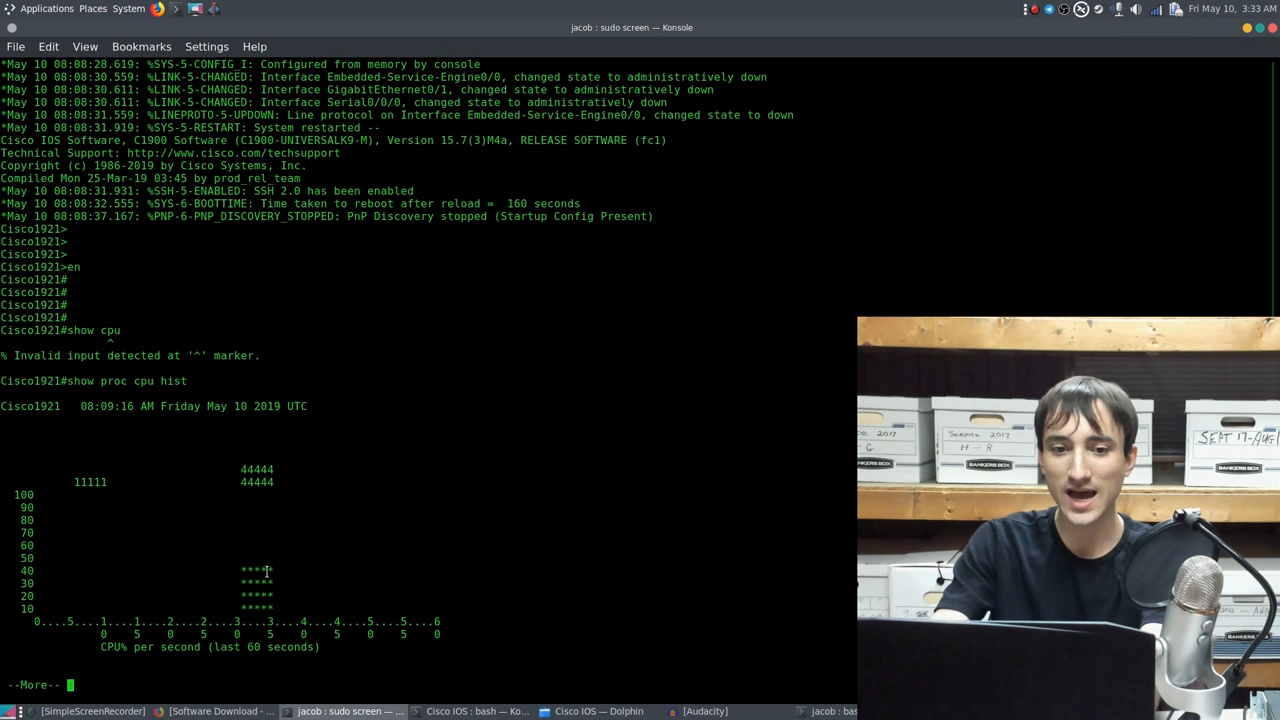 Applications Places System
Fri May 10, 3:33 AM
jacob : sudo screen — Konsole
File Edit View Bookmarks Settings Help
*May 10 08:08:28.619: %SYS-5-CONFIG_I: Configured from memory by console
*May 10 08:08:30.559: %LINK-5-CHANGED: Interface Embedded-Service-Engine0/0, changed state to administratively down
*May 10 08:08:30.611: %LINK-5-CHANGED: Interface GigabitEthernet0/1, changed state to administratively down
*May 10 08:08:30.611: %LINK-5-CHANGED: Interface Serial0/0/0, changed state to administratively down
*May 10 08:08:31.559: %LINEPROTO-5-UPDOWN: Line protocol on Interface Embedded-Service-Engine0/0, changed state to down
*May 10 08:08:31.919: %SYS-5-RESTART: System restarted --
Cisco IOS Software, C1900 Software (C1900-UNIVERSALK9-M), Version 15.7(3)M4a, RELEASE SOFTWARE (fc1)
Technical Support: http://www.cisco.com/techsupport
Copyright (c) 1986-2019 by Cisco Systems, Inc.
Compiled Mon 25-Mar-19 03:45 by prod_rel_team
*May 10 08:08:31.931: %SSH-5-ENABLED: SSH 2.0 has been enabled
*May 10 08:08:32.555: %SYS-6-BOOTTIME: Time taken to reboot after reload =  160 seconds
*May 10 08:08:37.167: %PNP-6-PNP_DISCOVERY_STOPPED: PnP Discovery stopped (Startup Config Present)
Cisco1921>
Cisco1921>
Cisco1921>
Cisco1921>en
Cisco1921#
Cisco1921#
Cisco1921#
Cisco1921#
Cisco1921#show cpu
^
% Invalid input detected at '^' marker.
Cisco1921#show proc cpu hist
Cisco1921   08:09:16 AM Friday May 10 2019 UTC
44444
11111 44444
100
90
80
70
60
50
40 *****
30 *****
20 *****
10 *****
0....5....1....1....2....2....3....3....4....4....5....5....6
0 5 0 5 0 5 0 5 0 5 0
CPU% per second (last 60 seconds)
--More--
2017
G
Service 2017
H - R
SEPT 17-AUG
BANKERS BOX
BANKERS BOX
BANKERS BOX
BANKERS BOX
[SimpleScreenRecorder] [Software Download - ... jacob : sudo screen — ... Cisco IOS : bash — Ko... Cisco IOS — Dolphin [Audacity] jacob : bas